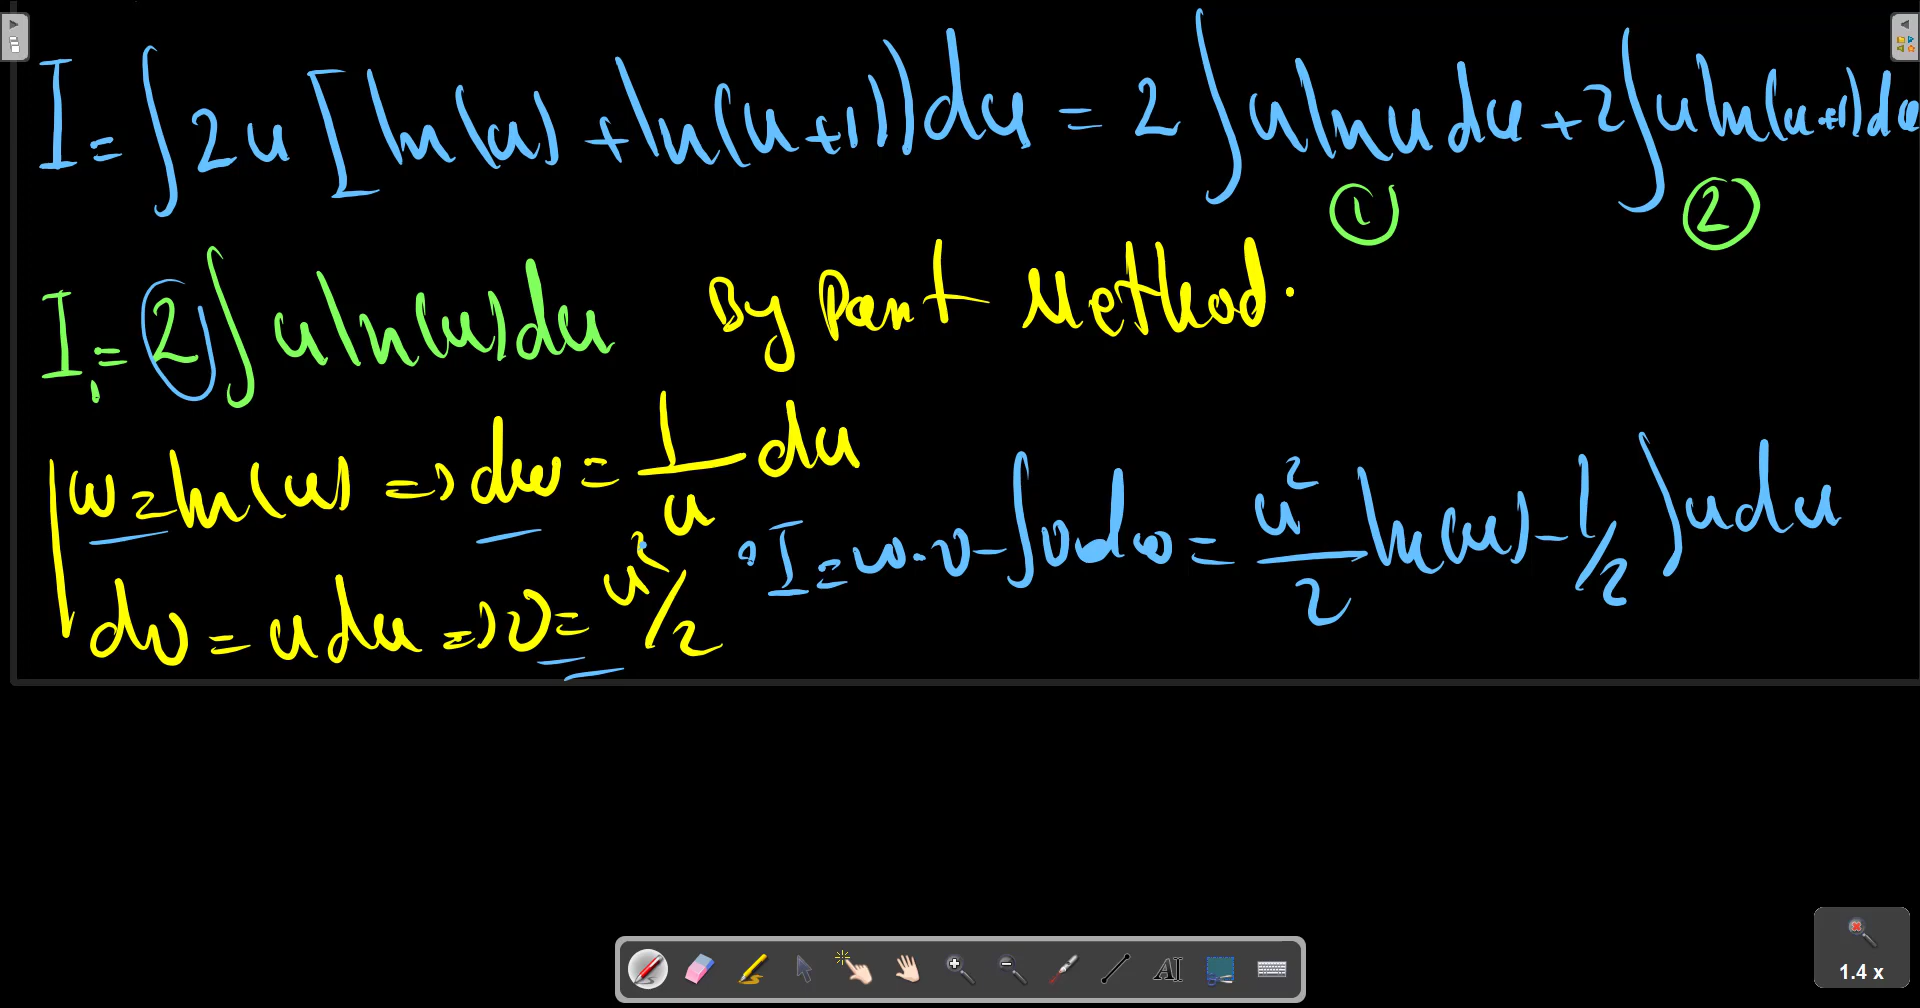 I = ∫ 2u [ln(u) + ln(u+1)] du = 2 ∫ u ln u du + 2 ∫ u ln(u+1) du
① ②
I₁ = 2 ∫ u ln(u) du By Part Method.
w = ln(u) => dw = 1/u du
I = w·v - ∫ v dw = u²/2 ln(u) - 1/2 ∫ u du
dv = u du => v = u²/2
AI
1.4 x